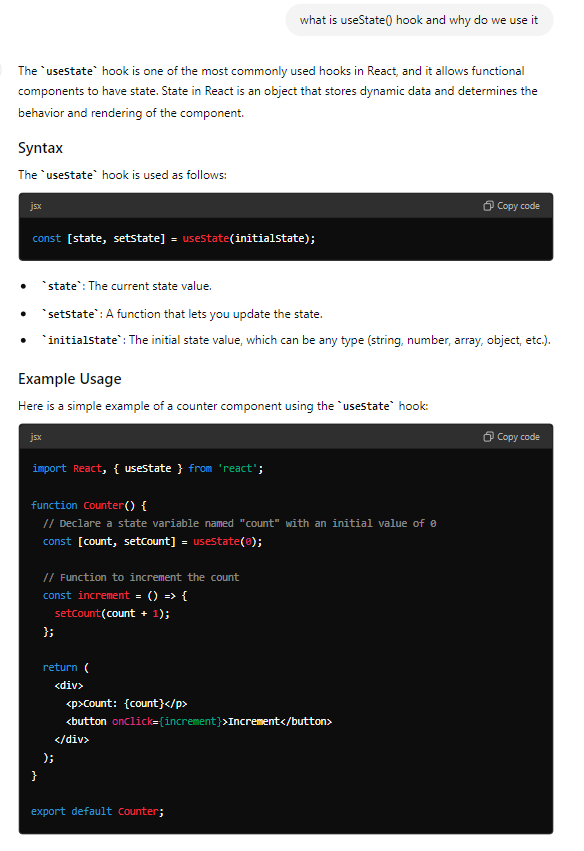 what is useState() hook and why do we use it
The `useState` hook is one of the most commonly used hooks in React, and it allows functional
components to have state. State in React is an object that stores dynamic data and determines the
behavior and rendering of the component.
Syntax
The `useState` hook is used as follows:
jsx Copy code
const [state, setState] = useState(initialState);
• `state`: The current state value.
• `setState`: A function that lets you update the state.
• `initialState`: The initial state value, which can be any type (string, number, array, object, etc.).
Example Usage
Here is a simple example of a counter component using the `useState` hook:
jsx Copy code
import React, { useState } from 'react';
function Counter() {
  // Declare a state variable named "count" with an initial value of 0
  const [count, setCount] = useState(0);
  // Function to increment the count
  const increment = () => {
    setCount(count + 1);
  };
  return (
    <div>
      <p>Count: {count}</p>
      <button onClick={increment}>Increment</button>
    </div>
  );
}
export default Counter;